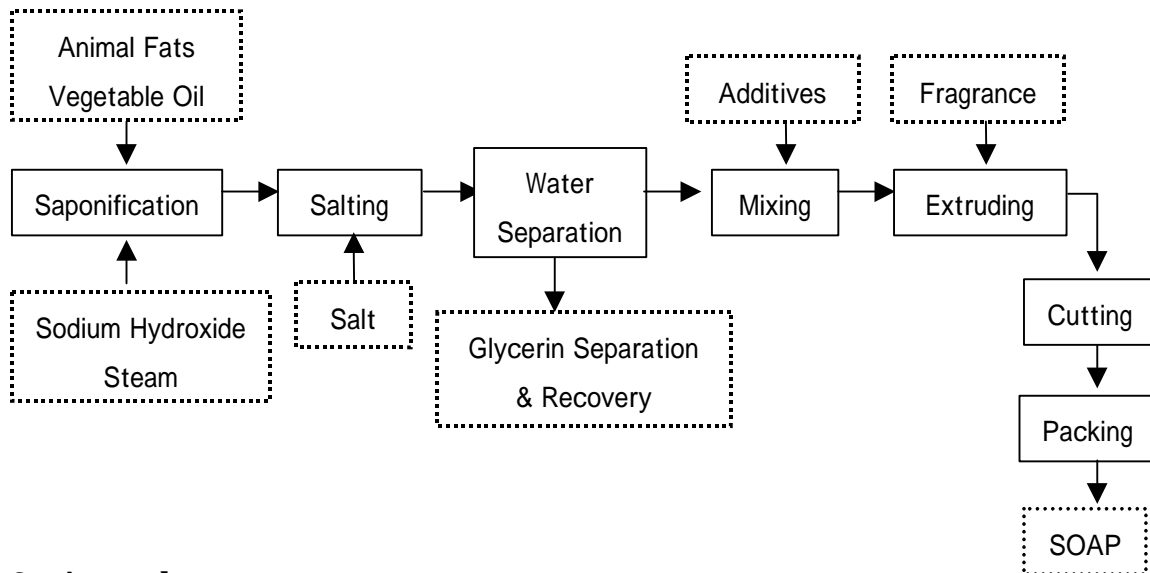 Animal Fats
Vegetable Oil
Additives
Fragrance
Saponification
Salting
Water
Separation
Mixing
Extruding
Sodium Hydroxide
Steam
Salt
Glycerin Separation
& Recovery
Cutting
Packing
SOAP